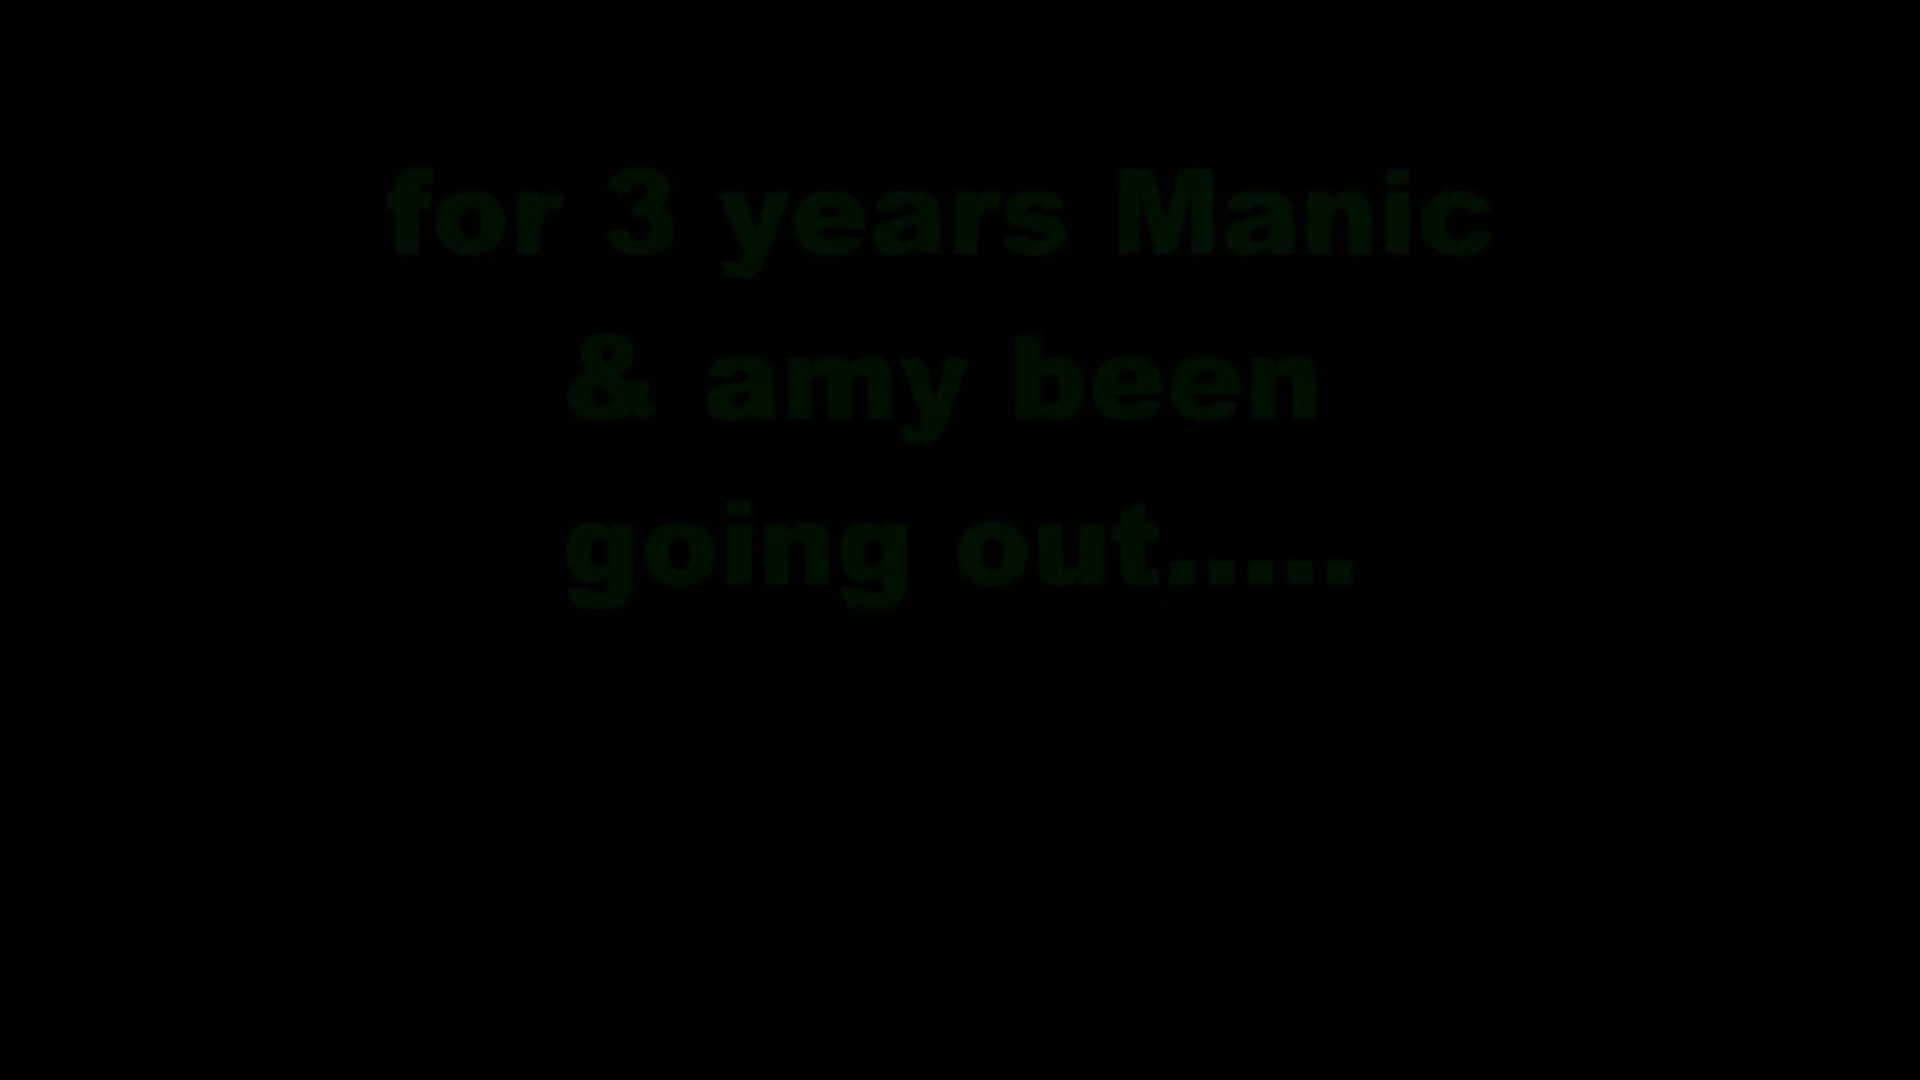 for 3 years Manic
& amy been
going out.....